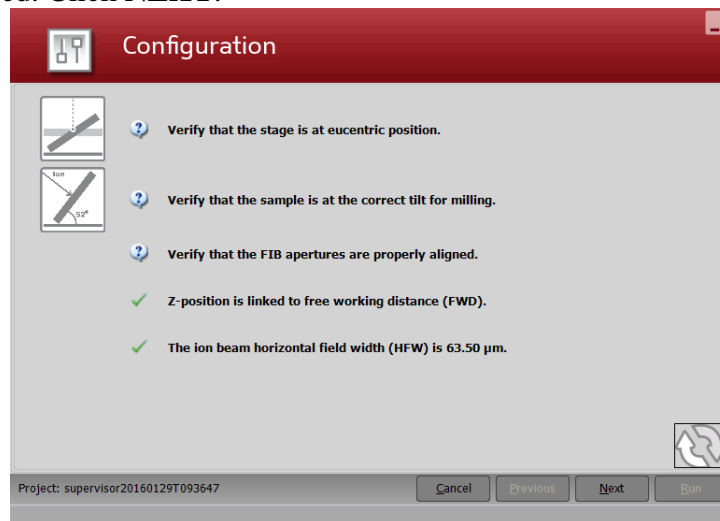 Configuration
Verify that the stage is at eucentric position.
Ion
52°
Verify that the sample is at the correct tilt for milling.
Verify that the FIB apertures are properly aligned.
Z-position is linked to free working distance (FWD).
The ion beam horizontal field width (HFW) is 63.50 µm.
Project: supervisor20160129T093647
Cancel
Previous
Next
Run